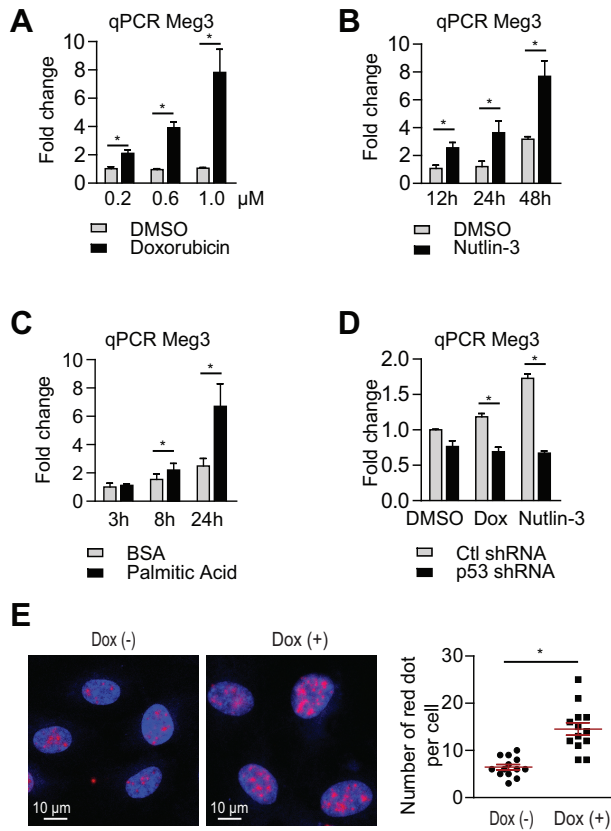 A
qPCR Meg3
Fold change
10
8
6
4
2
0
*
*
*
0.2 0.6 1.0 μM
DMSO
Doxorubicin
B
qPCR Meg3
Fold change
10
8
6
4
2
0
*
*
*
12h 24h 48h
DMSO
Nutlin-3
C
qPCR Meg3
Fold change
10
8
6
4
2
0
*
*
3h 8h 24h
BSA
Palmitic Acid
D
qPCR Meg3
Fold change
2.0
1.5
1.0
0.5
0.0
*
*
DMSO Dox Nutlin-3
Ctl shRNA
p53 shRNA
E
Dox (-)
10 μm
Dox (+)
10 μm
Number of red dot
per cell
30
20
10
0
*
Dox (-) Dox (+)